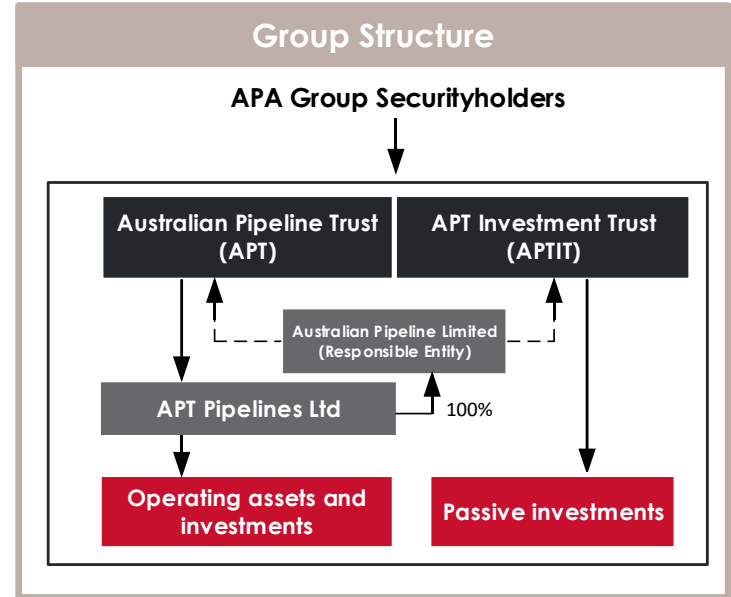 Group Structure
APA Group Securityholders
Australian Pipeline Trust
(APT)
APT Investment Trust
(APTIT)
Australian Pipeline Limited
(Responsible Entity)
APT Pipelines Ltd
100%
Operating assets and
investments
Passive investments